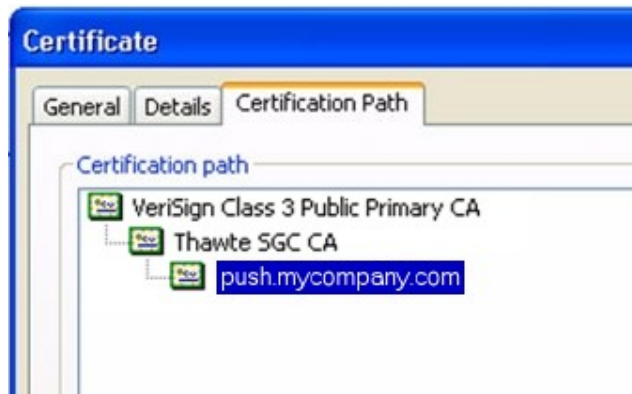 Certificate
General Details Certification Path
Certification path
VeriSign Class 3 Public Primary CA
Thawte SGC CA
push.mycompany.com